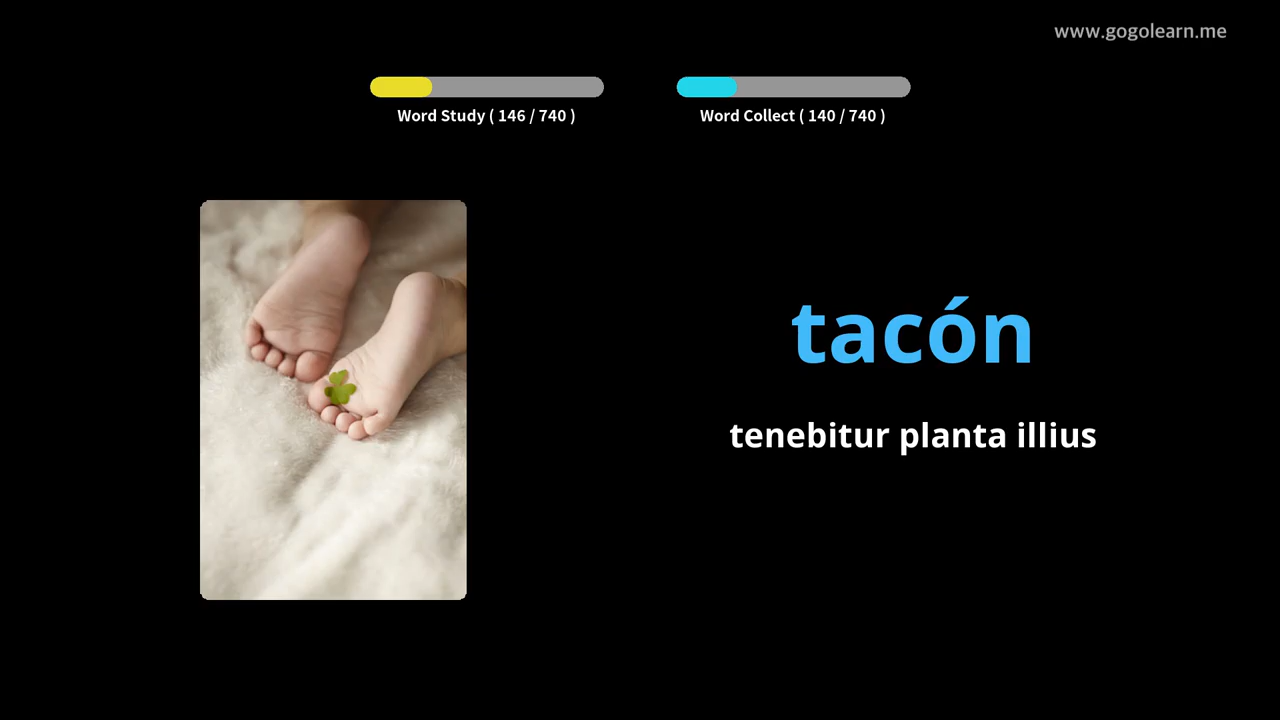 www.gogolearn.me
Word Study ( 146 / 740 )
Word Collect ( 140 / 740 )
tacón
tenebitur planta illius